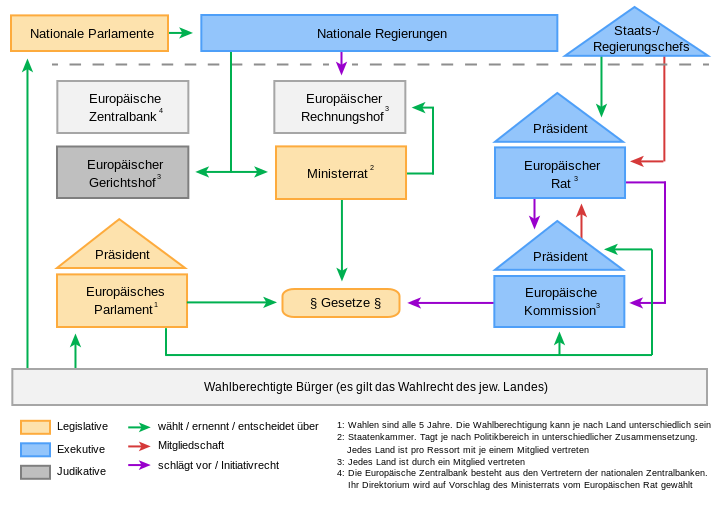 Nationale Parlamente
Nationale Regierungen
Staats-/
Regierungschefs
Europäische
Zentralbank 4
Europäischer
Rechnungshof 3
Präsident
Europäischer
Gerichtshof 3
Ministerrat 2
Europäischer
Rat 3
Präsident
Präsident
Europäisches
Parlament 1
§ Gesetze §
Europäische
Kommission 3
Wahlberechtigte Bürger (es gilt das Wahlrecht des jew. Landes)
Legislative
Exekutive
Judikative
wählt / ernennt / entscheidet über
Mitgliedschaft
schlägt vor / Initiativrecht
1: Wahlen sind alle 5 Jahre. Die Wahlberechtigung kann je nach Land unterschiedlich sein
2: Staatenkammer. Tagt je nach Politikbereich in unterschiedlicher Zusammensetzung.
Jedes Land ist pro Ressort mit je einem Mitglied vertreten
3: Jedes Land ist durch ein Mitglied vertreten
4: Die Europäische Zentralbank besteht aus den Vertretern der nationalen Zentralbanken.
Ihr Direktorium wird auf Vorschlag des Ministerrats vom Europäischen Rat gewählt